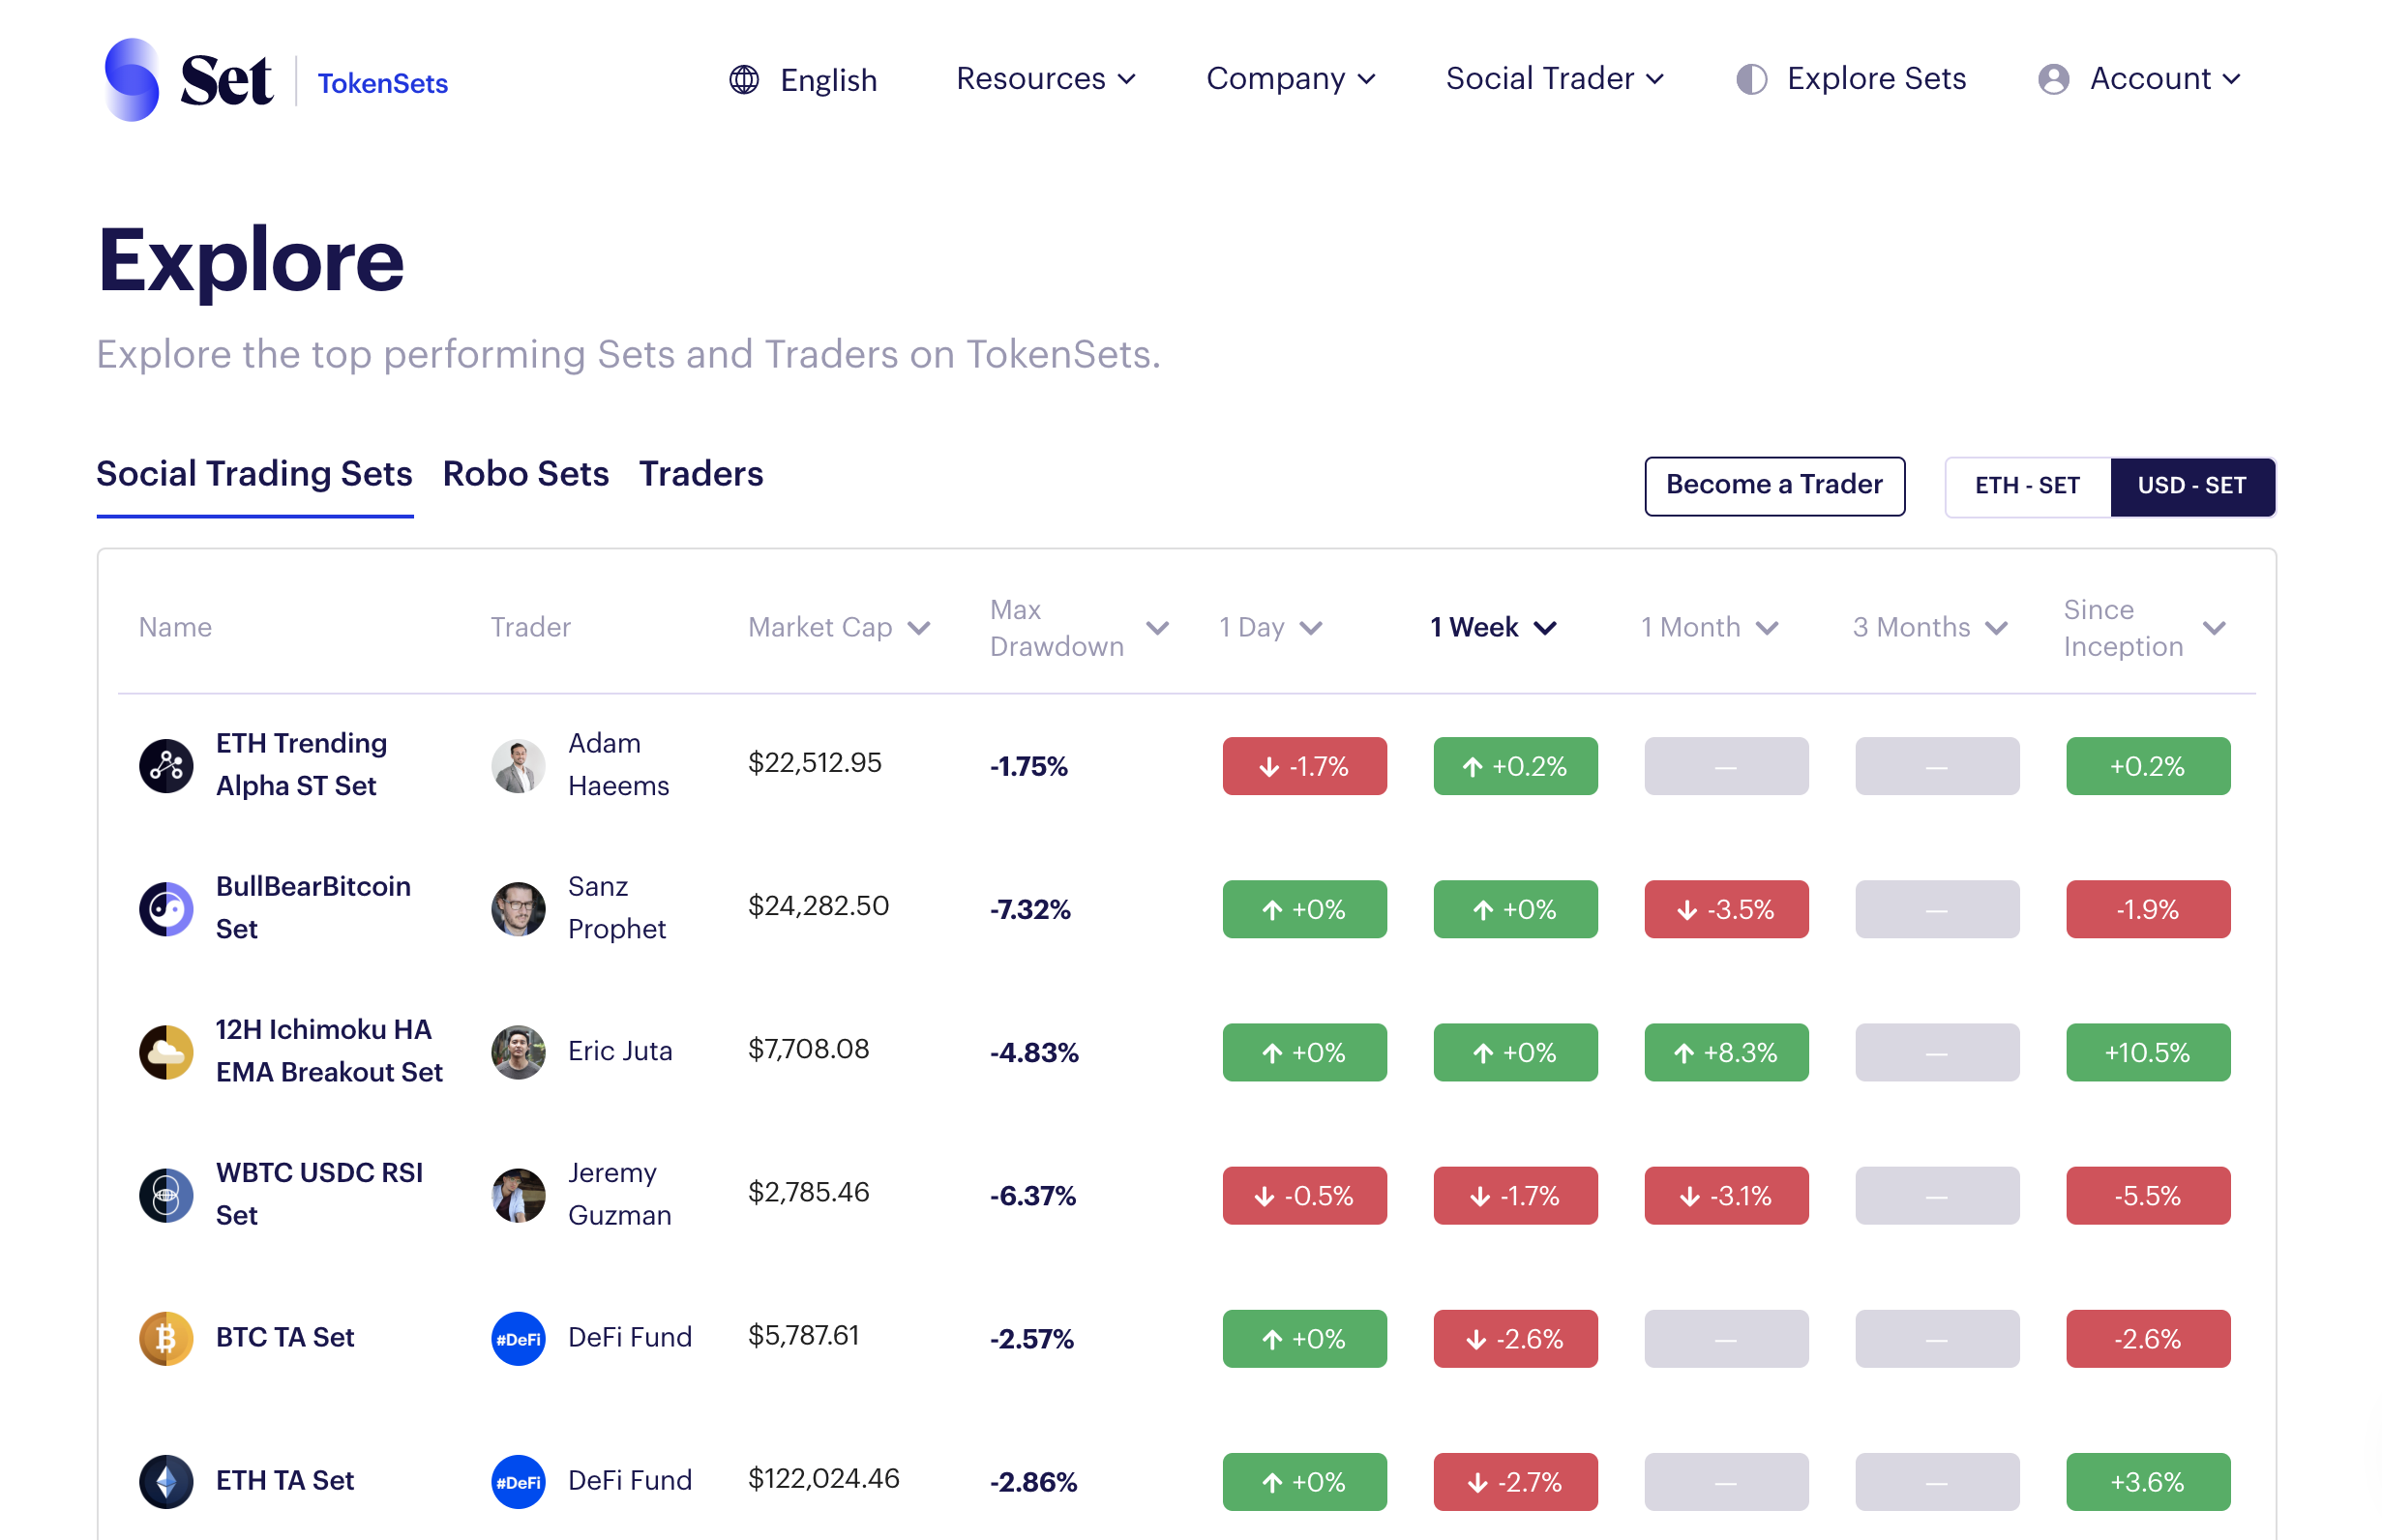 Set TokenSets English Resources Company Social Trader Explore Sets Account
Explore
Explore the top performing Sets and Traders on TokenSets.
Social Trading Sets Robo Sets Traders Become a Trader ETH - SET USD - SET
Name Trader Market Cap Max Drawdown 1 Day 1 Week 1 Month 3 Months Since Inception
ETH Trending Alpha ST Set Adam Haeems $22,512.95 -1.75% -1.7% +0.2% — — +0.2%
BullBearBitcoin Set Sanz Prophet $24,282.50 -7.32% +0% +0% -3.5% — -1.9%
12H Ichimoku HA EMA Breakout Set Eric Juta $7,708.08 -4.83% +0% +0% +8.3% — +10.5%
WBTC USDC RSI Set Jeremy Guzman $2,785.46 -6.37% -0.5% -1.7% -3.1% — -5.5%
BTC TA Set #DeFi DeFi Fund $5,787.61 -2.57% +0% -2.6% — — -2.6%
ETH TA Set #DeFi DeFi Fund $122,024.46 -2.86% +0% -2.7% — — +3.6%